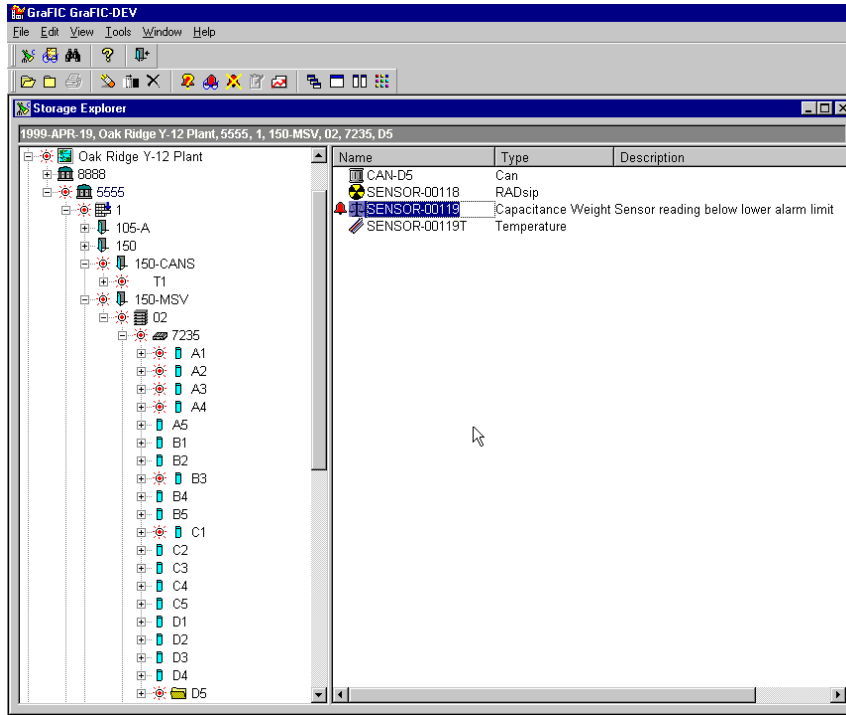 GraFIC GraFIC-DEV
File Edit View Tools Window Help
Storage Explorer
1999-APR-19, Oak Ridge Y-12 Plant, 5555, 1, 150-MSV, 02, 7235, D5
Oak Ridge Y-12 Plant
8888
5555
1
105-A
150
150-CANS
T1
150-MSV
02
7235
A1
A2
A3
A4
A5
B1
B2
B3
B4
B5
C1
C2
C3
C4
C5
D1
D2
D3
D4
D5
Name Type Description
CAN-D5 Can
SENSOR-00118 RADsip
SENSOR-00119 Capacitance Weight Sensor reading below lower alarm limit
SENSOR-00119T Temperature